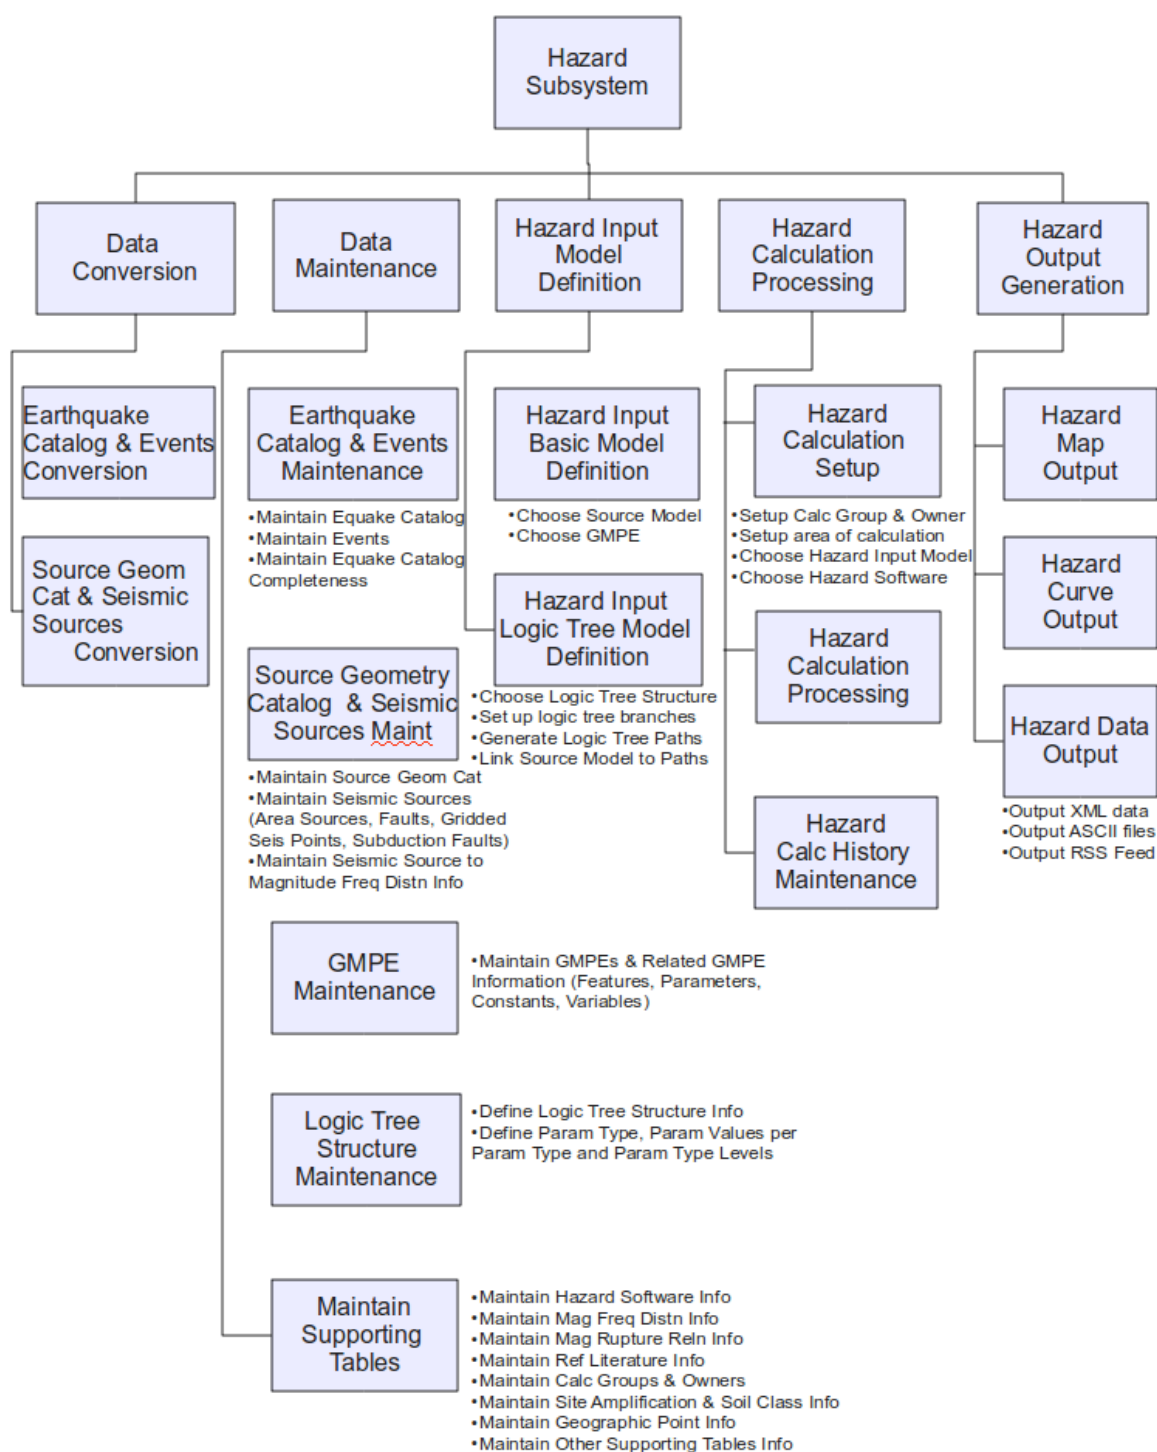 Hazard
Subsystem
Data
Conversion
Data
Maintenance
Hazard Input
Model
Definition
Hazard
Calculation
Processing
Hazard
Output
Generation
Earthquake
Catalog & Events
Conversion
Source Geom
Cat & Seismic
Sources
Conversion
Earthquake
Catalog & Events
Maintenance
•Maintain Equake Catalog
•Maintain Events
•Maintain Equake Catalog
Completeness
Source Geometry
Catalog & Seismic
Sources Maint
•Maintain Source Geom Cat
•Maintain Seismic Sources
(Area Sources, Faults, Gridded
Seis Points, Subduction Faults)
•Maintain Seismic Source to
Magnitude Freq Distn Info
GMPE
Maintenance
•Maintain GMPEs & Related GMPE
Information (Features, Parameters,
Constants, Variables)
Logic Tree
Structure
Maintenance
•Define Logic Tree Structure Info
•Define Param Type, Param Values per
Param Type and Param Type Levels
Maintain
Supporting
Tables
•Maintain Hazard Software Info
•Maintain Mag Freq Distn Info
•Maintain Mag Rupture Reln Info
•Maintain Ref Literature Info
•Maintain Calc Groups & Owners
•Maintain Site Amplification & Soil Class Info
•Maintain Geographic Point Info
•Maintain Other Supporting Tables Info
Hazard Input
Basic Model
Definition
•Choose Source Model
•Choose GMPE
Hazard Input
Logic Tree Model
Definition
•Choose Logic Tree Structure
•Set up logic tree branches
•Generate Logic Tree Paths
•Link Source Model to Paths
Hazard
Calculation
Setup
•Setup Calc Group & Owner
•Setup area of calculation
•Choose Hazard Input Model
•Choose Hazard Software
Hazard
Calculation
Processing
Hazard
Calc History
Maintenance
Hazard
Map
Output
Hazard
Curve
Output
Hazard Data
Output
•Output XML data
•Output ASCII files
•Output RSS Feed